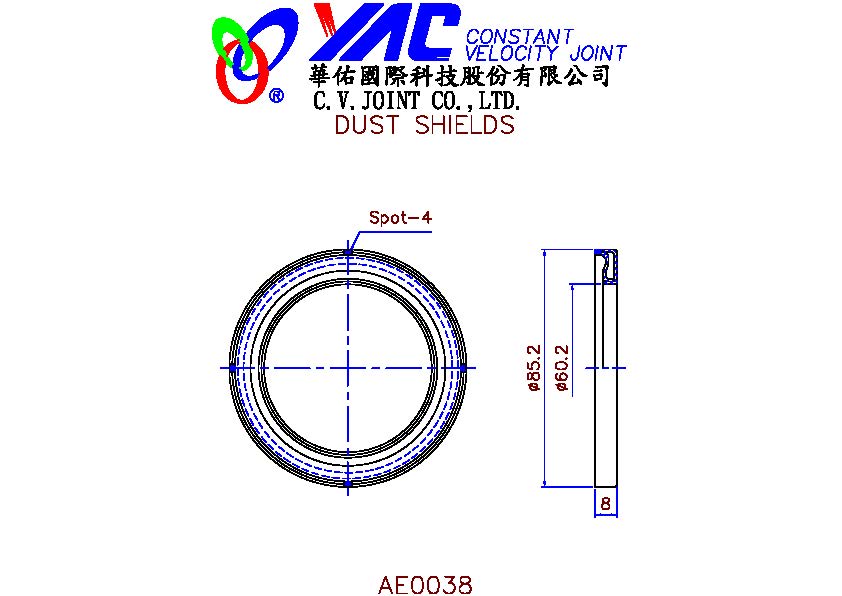 YAC CONSTANT
VELOCITY JOINT
®
華佑國際科技股份有限公司
C.V.JOINT CO.,LTD.
DUST SHIELDS
Spot-4
ø85.2
ø60.2
8
AE0038